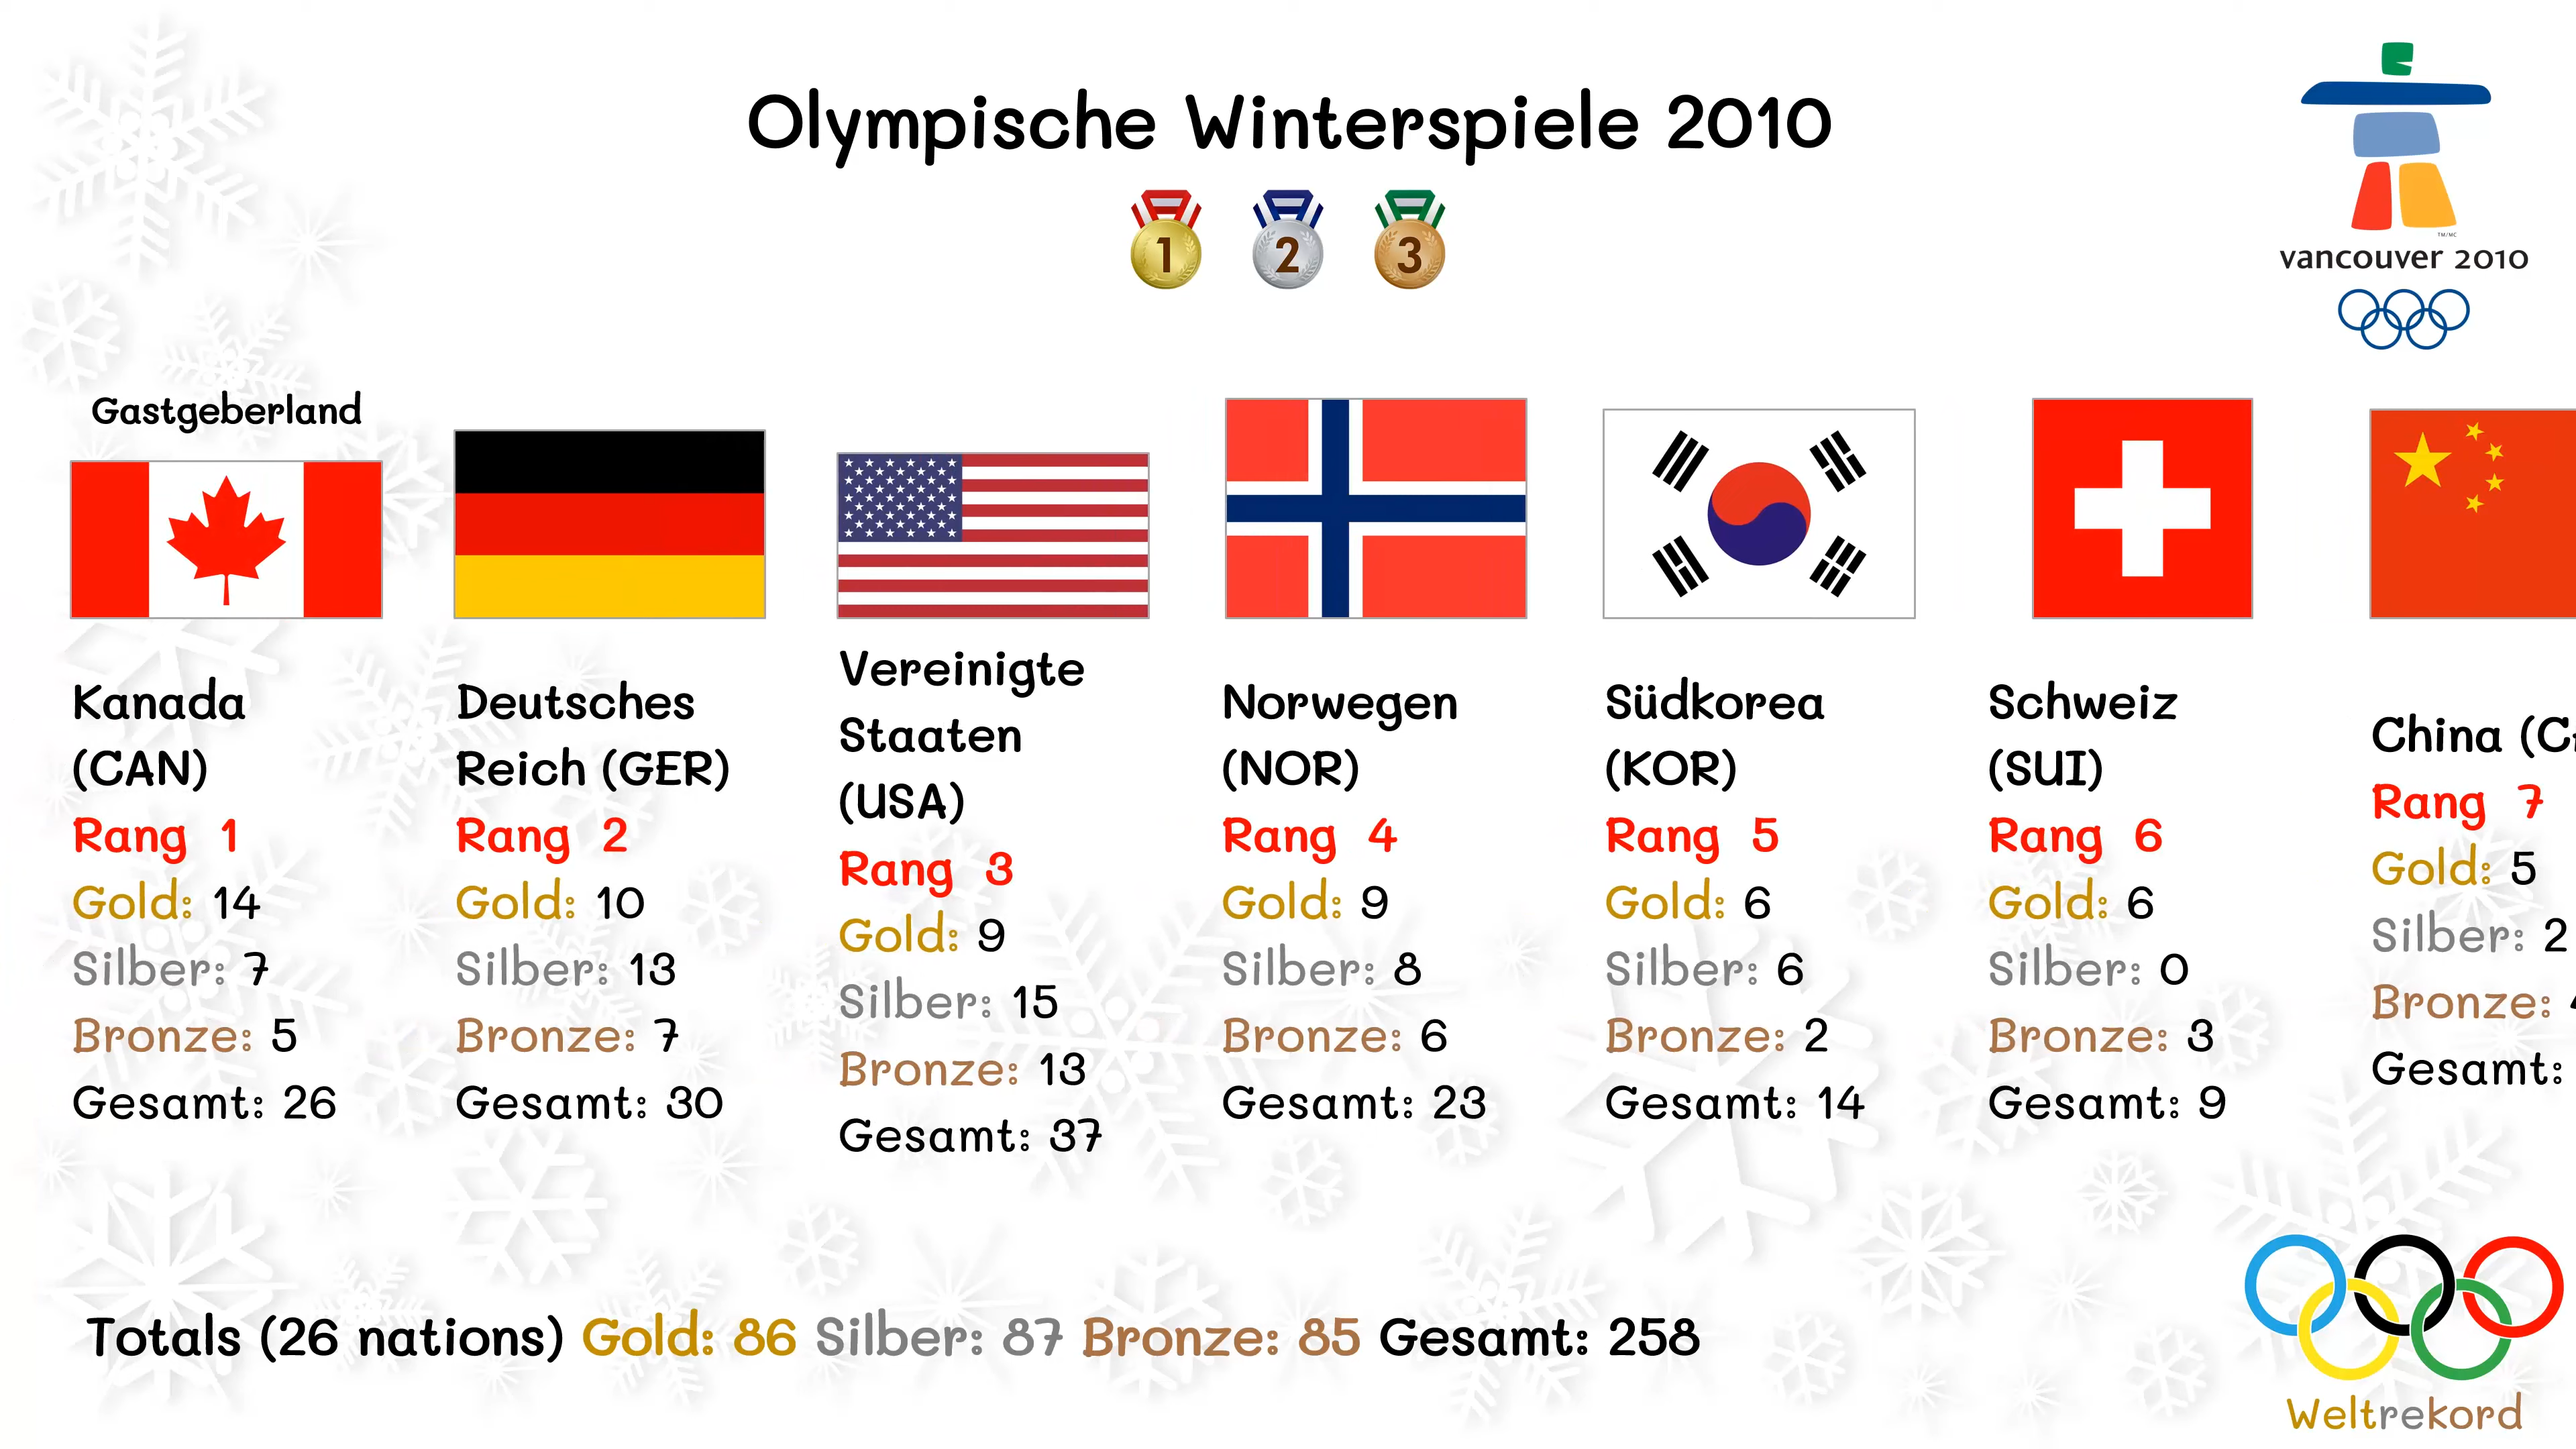 Olympische Winterspiele 2010
1 2 3
TM/MC
vancouver 2010
Gastgeberland
Kanada
(CAN)
Rang 1
Gold: 14
Silber: 7
Bronze: 5
Gesamt: 26
Deutsches
Reich (GER)
Rang 2
Gold: 10
Silber: 13
Bronze: 7
Gesamt: 30
Vereinigte
Staaten
(USA)
Rang 3
Gold: 9
Silber: 15
Bronze: 13
Gesamt: 37
Norwegen
(NOR)
Rang 4
Gold: 9
Silber: 8
Bronze: 6
Gesamt: 23
Südkorea
(KOR)
Rang 5
Gold: 6
Silber: 6
Bronze: 2
Gesamt: 14
Schweiz
(SUI)
Rang 6
Gold: 6
Silber: 0
Bronze: 3
Gesamt: 9
China
Rang 7
Gold: 5
Silber: 2
Bronze:
Gesamt:
Totals (26 nations) Gold: 86 Silber: 87 Bronze: 85 Gesamt: 258
Weltrekord